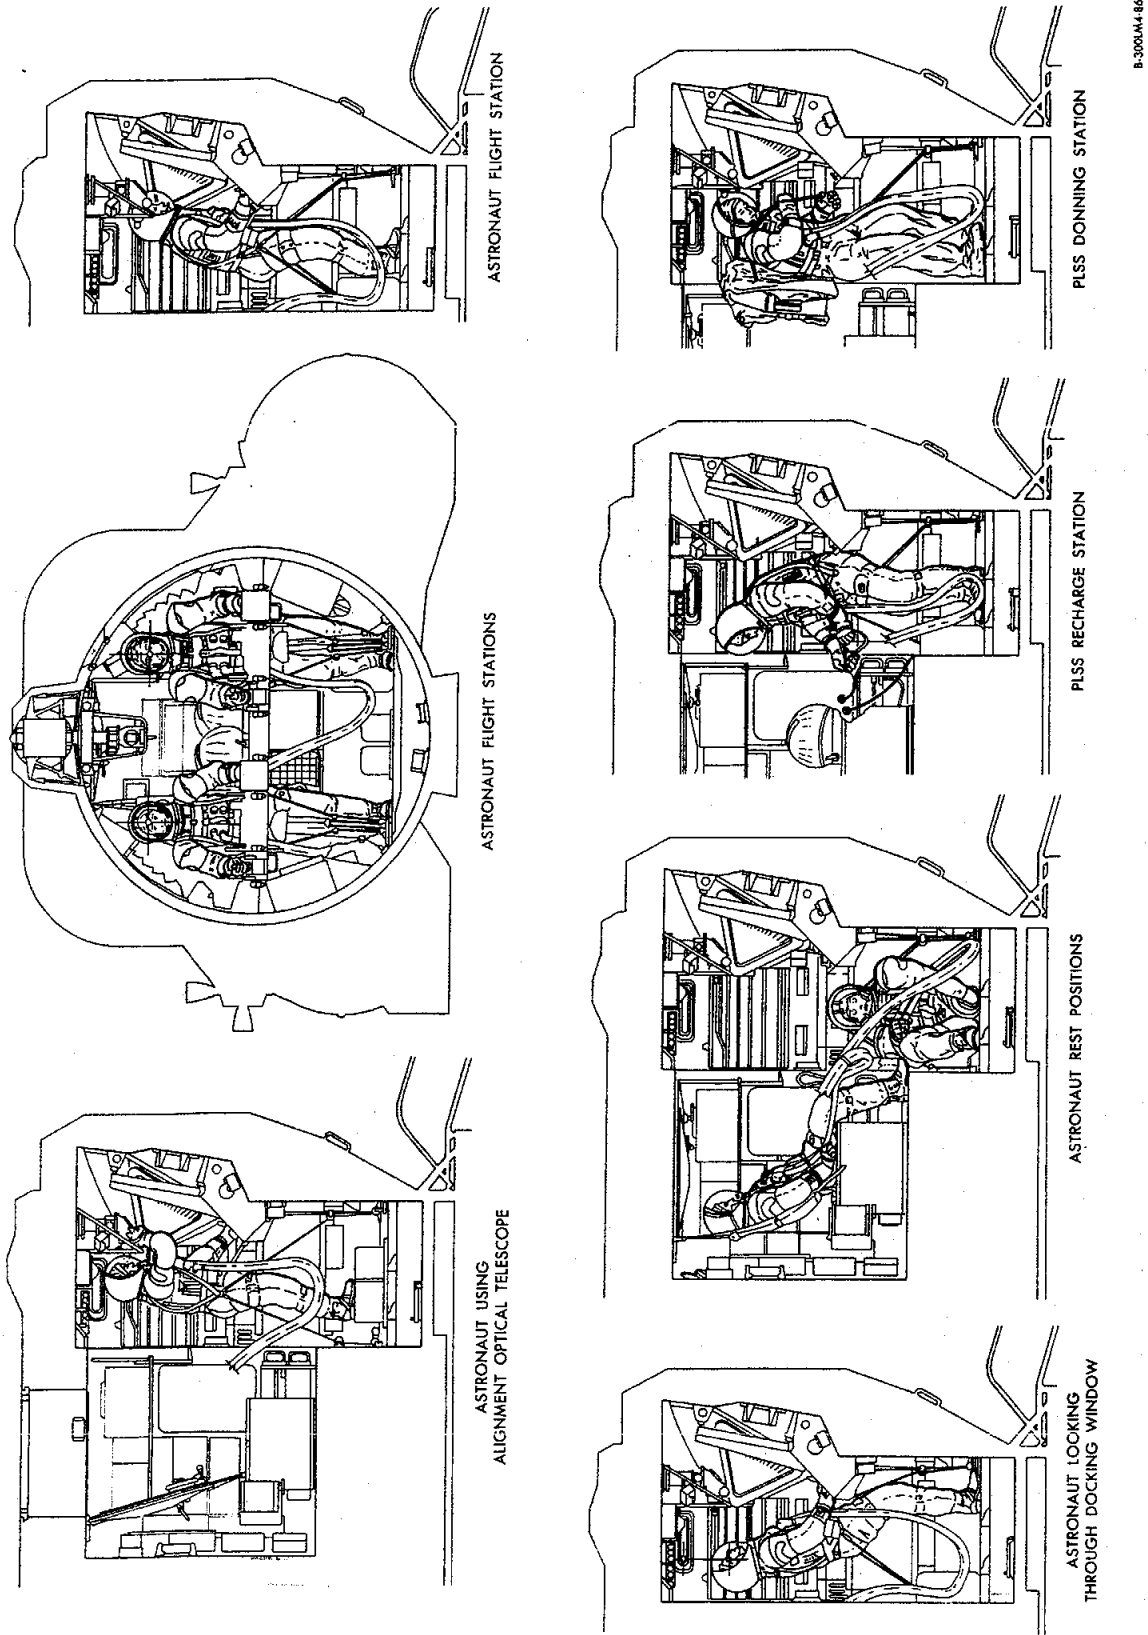 ASTRONAUT USING
ALIGNMENT OPTICAL TELESCOPE
ASTRONAUT FLIGHT STATIONS
ASTRONAUT FLIGHT STATION
ASTRONAUT LOOKING
THROUGH DOCKING WINDOW
ASTRONAUT REST POSITIONS
PLSS RECHARGE STATION
PLSS DONNING STATION
B-300LM4-86